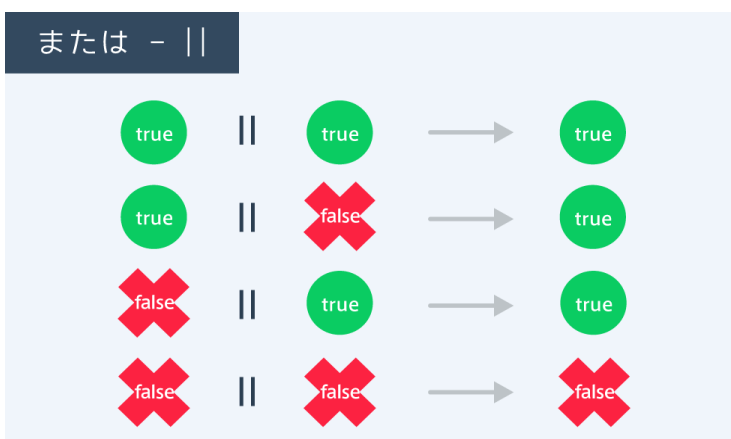 または - ||
true || true → true
true || false → true
false || true → true
false || false → false